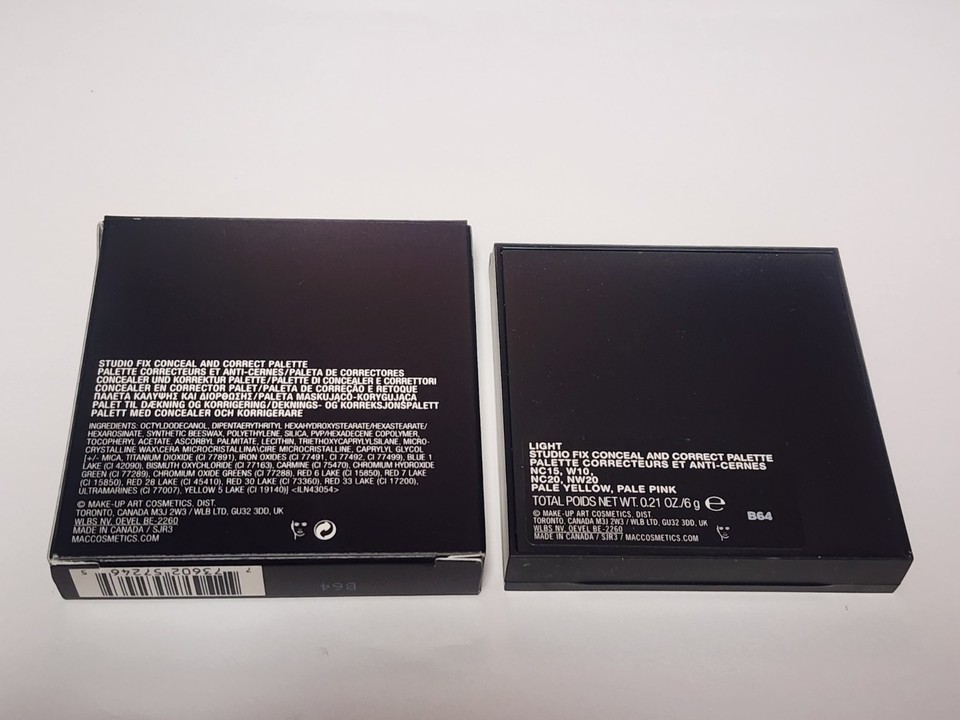 STUDIO FIX CONCEAL AND CORRECT PALETTE
PALETTE CORRECTEURS ET ANTI-CERNES/PALETA DE CORRECTORES
CONCEALER UND KORREKTUR PALETTE/PALETTE DI CONCEALER E CORRETTORI
CONCEALER EN CORRECTOR PALET/PALETA DE CORREÇÃO E RETOQUE
ΠΑΛΕΤΑ ΚΑΛΥΨΗΣ ΚΑΙ ΔΙΟΡΘΩΣΗΣ/PALETA MASKUJĄCO-KORYGUJĄCA
PALET TIL DÆKNING OG KORRIGERING/DEKNINGS- OG KORREKSJONSPALETT
PALETT MED CONCEALER OCH KORRIGERARE
INGREDIENTS: OCTYLDODECANOL, DIPENTAERYTHRITYL HEXAHYDROXYSTEARATE/HEXASTEARATE/
HEXAROSINATE, SYNTHETIC BEESWAX, POLYETHYLENE, SILICA, PVP/HEXADECENE COPOLYMER,
TOCOPHERYL ACETATE, ASCORBYL PALMITATE, LECITHIN, TRIETHOXYCAPRYLYLSILANE, MICRO-
CRYSTALLINE WAX\CERA MICROCRISTALLINA\CIRE MICROCRISTALLINE, CAPRYLYL GLYCOL
[+/- MICA, TITANIUM DIOXIDE (CI 77891), IRON OXIDES (CI 77491, CI 77492, CI 77499), BLUE 1
LAKE (CI 42090), BISMUTH OXYCHLORIDE (CI 77163), CARMINE (CI 75470), CHROMIUM HYDROXIDE
GREEN (CI 77289), CHROMIUM OXIDE GREENS (CI 77288), RED 6 LAKE (CI 15850), RED 7 LAKE
(CI 15850), RED 28 LAKE (CI 45410), RED 30 LAKE (CI 73360), RED 33 LAKE (CI 17200),
ULTRAMARINES (CI 77007), YELLOW 5 LAKE (CI 19140)] <ILN43054>
© MAKE-UP ART COSMETICS, DIST.
TORONTO, CANADA M3J 2W3 / WLB LTD, GU32 3DD, UK
WLBS NV. OEVEL BE-2260
MADE IN CANADA / SJR3
MACCOSMETICS.COM
7 73602 57246 5
B64
LIGHT
STUDIO FIX CONCEAL AND CORRECT PALETTE
PALETTE CORRECTEURS ET ANTI-CERNES
NC15, W10,
NC20, NW20
PALE YELLOW, PALE PINK
TOTAL POIDS NET WT. 0.21 OZ./6 g ℮
© MAKE-UP ART COSMETICS, DIST.
TORONTO, CANADA M3J 2W3 / WLB LTD, GU32 3DD, UK
WLBS NV. OEVEL BE-2260
MADE IN CANADA / SJR3 / MACCOSMETICS.COM
B64